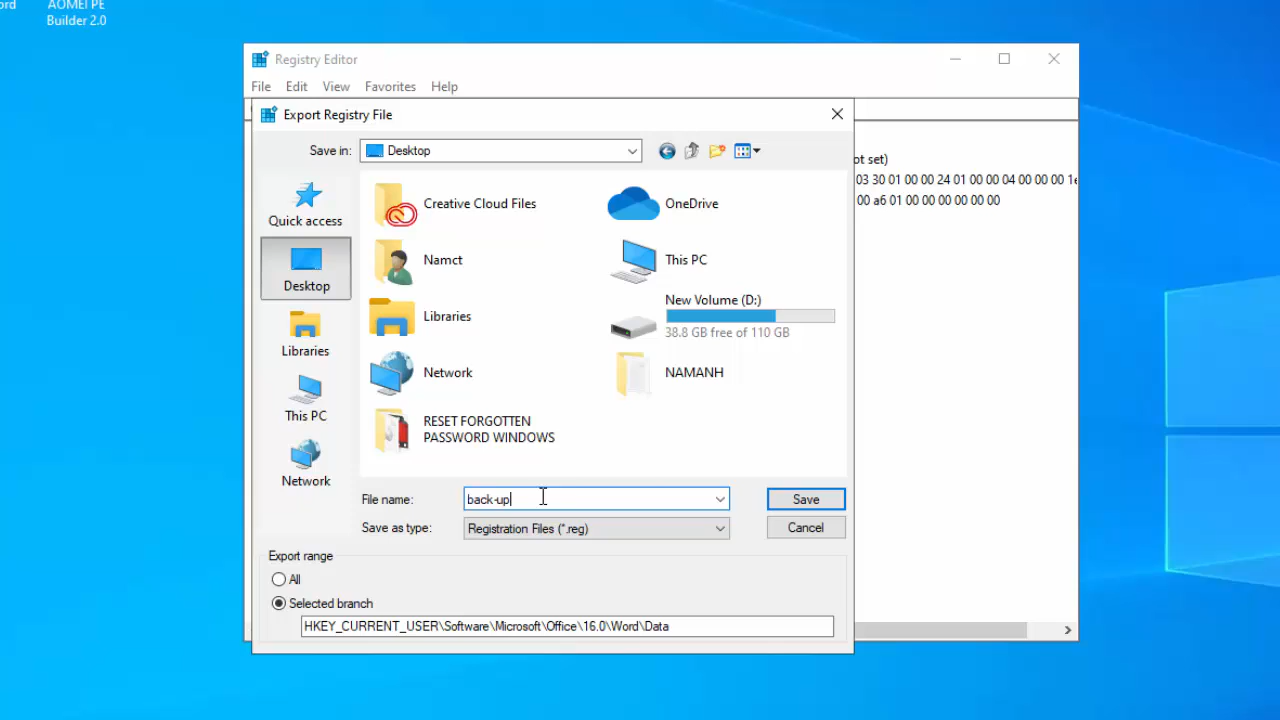 AOMEI PE
Builder 2.0
Registry Editor
File Edit View Favorites Help
Export Registry File
Save in: Desktop
Quick access
Desktop
Libraries
This PC
Network
Creative Cloud Files
OneDrive
Namct
This PC
Libraries
New Volume (D:)
38.8 GB free of 110 GB
Network
NAMANH
RESET FORGOTTEN
PASSWORD WINDOWS
File name: back-up Save
Save as type: Registration Files (*.reg) Cancel
Export range
All
Selected branch
HKEY_CURRENT_USER\Software\Microsoft\Office\16.0\Word\Data
ot set)
03 30 01 00 00 24 01 00 00 04 00 00 00 1e
00 a6 01 00 00 00 00 00 00